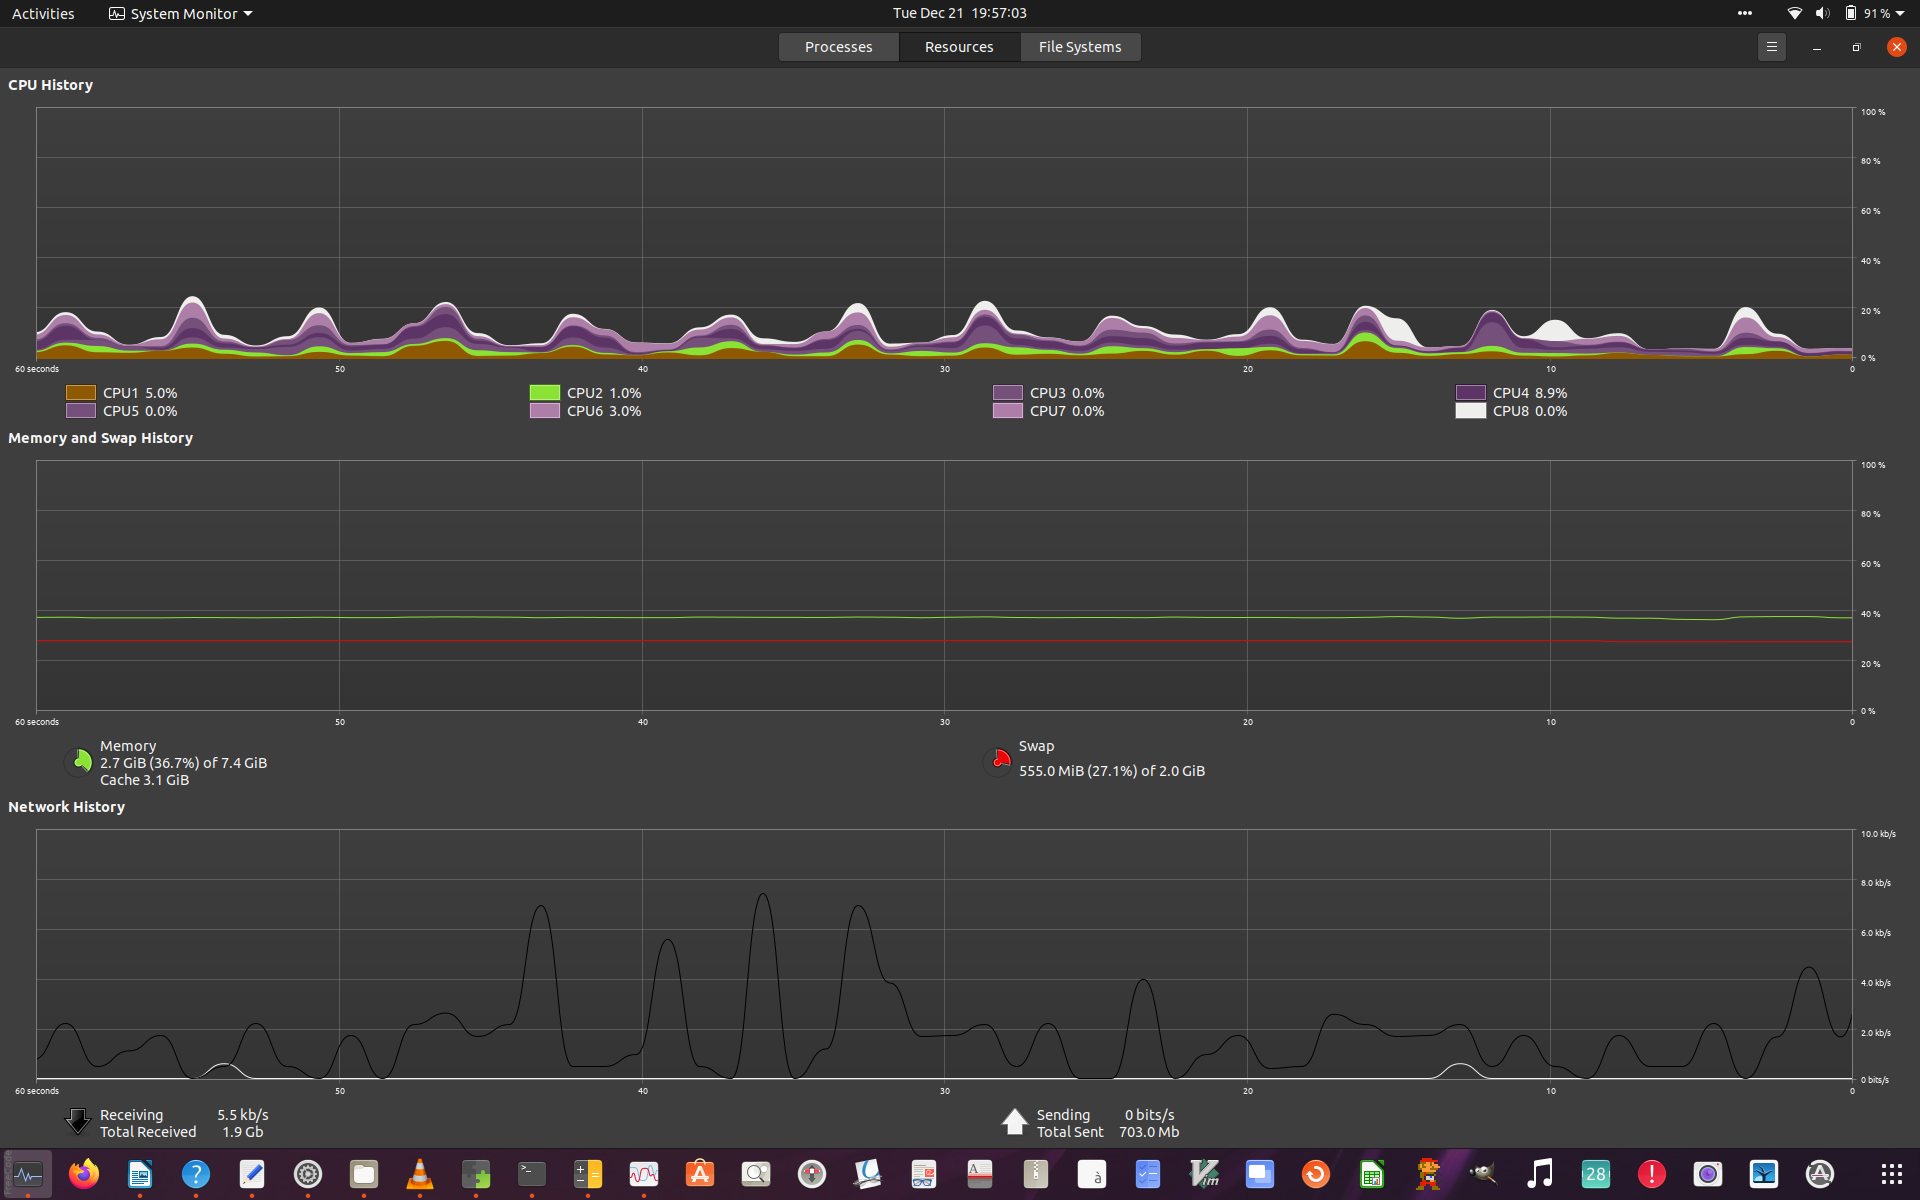 Activities System Monitor Tue Dec 21 19:57:03 91 %
Processes Resources File Systems
CPU History
100 %
80 %
60 %
40 %
20 %
0 %
60 seconds 50 40 30 20 10 0
CPU1 5.0% CPU2 1.0% CPU3 0.0% CPU4 8.9%
CPU5 0.0% CPU6 3.0% CPU7 0.0% CPU8 0.0%
Memory and Swap History
100 %
80 %
60 %
40 %
20 %
0 %
60 seconds 50 40 30 20 10 0
Memory
2.7 GiB (36.7%) of 7.4 GiB
Cache 3.1 GiB
Swap
555.0 MiB (27.1%) of 2.0 GiB
Network History
10.0 kb/s
8.0 kb/s
6.0 kb/s
4.0 kb/s
2.0 kb/s
0 bits/s
60 seconds 50 40 30 20 10 0
Receiving 5.5 kb/s
Total Received 1.9 Gb
Sending 0 bits/s
Total Sent 703.0 Mb
28